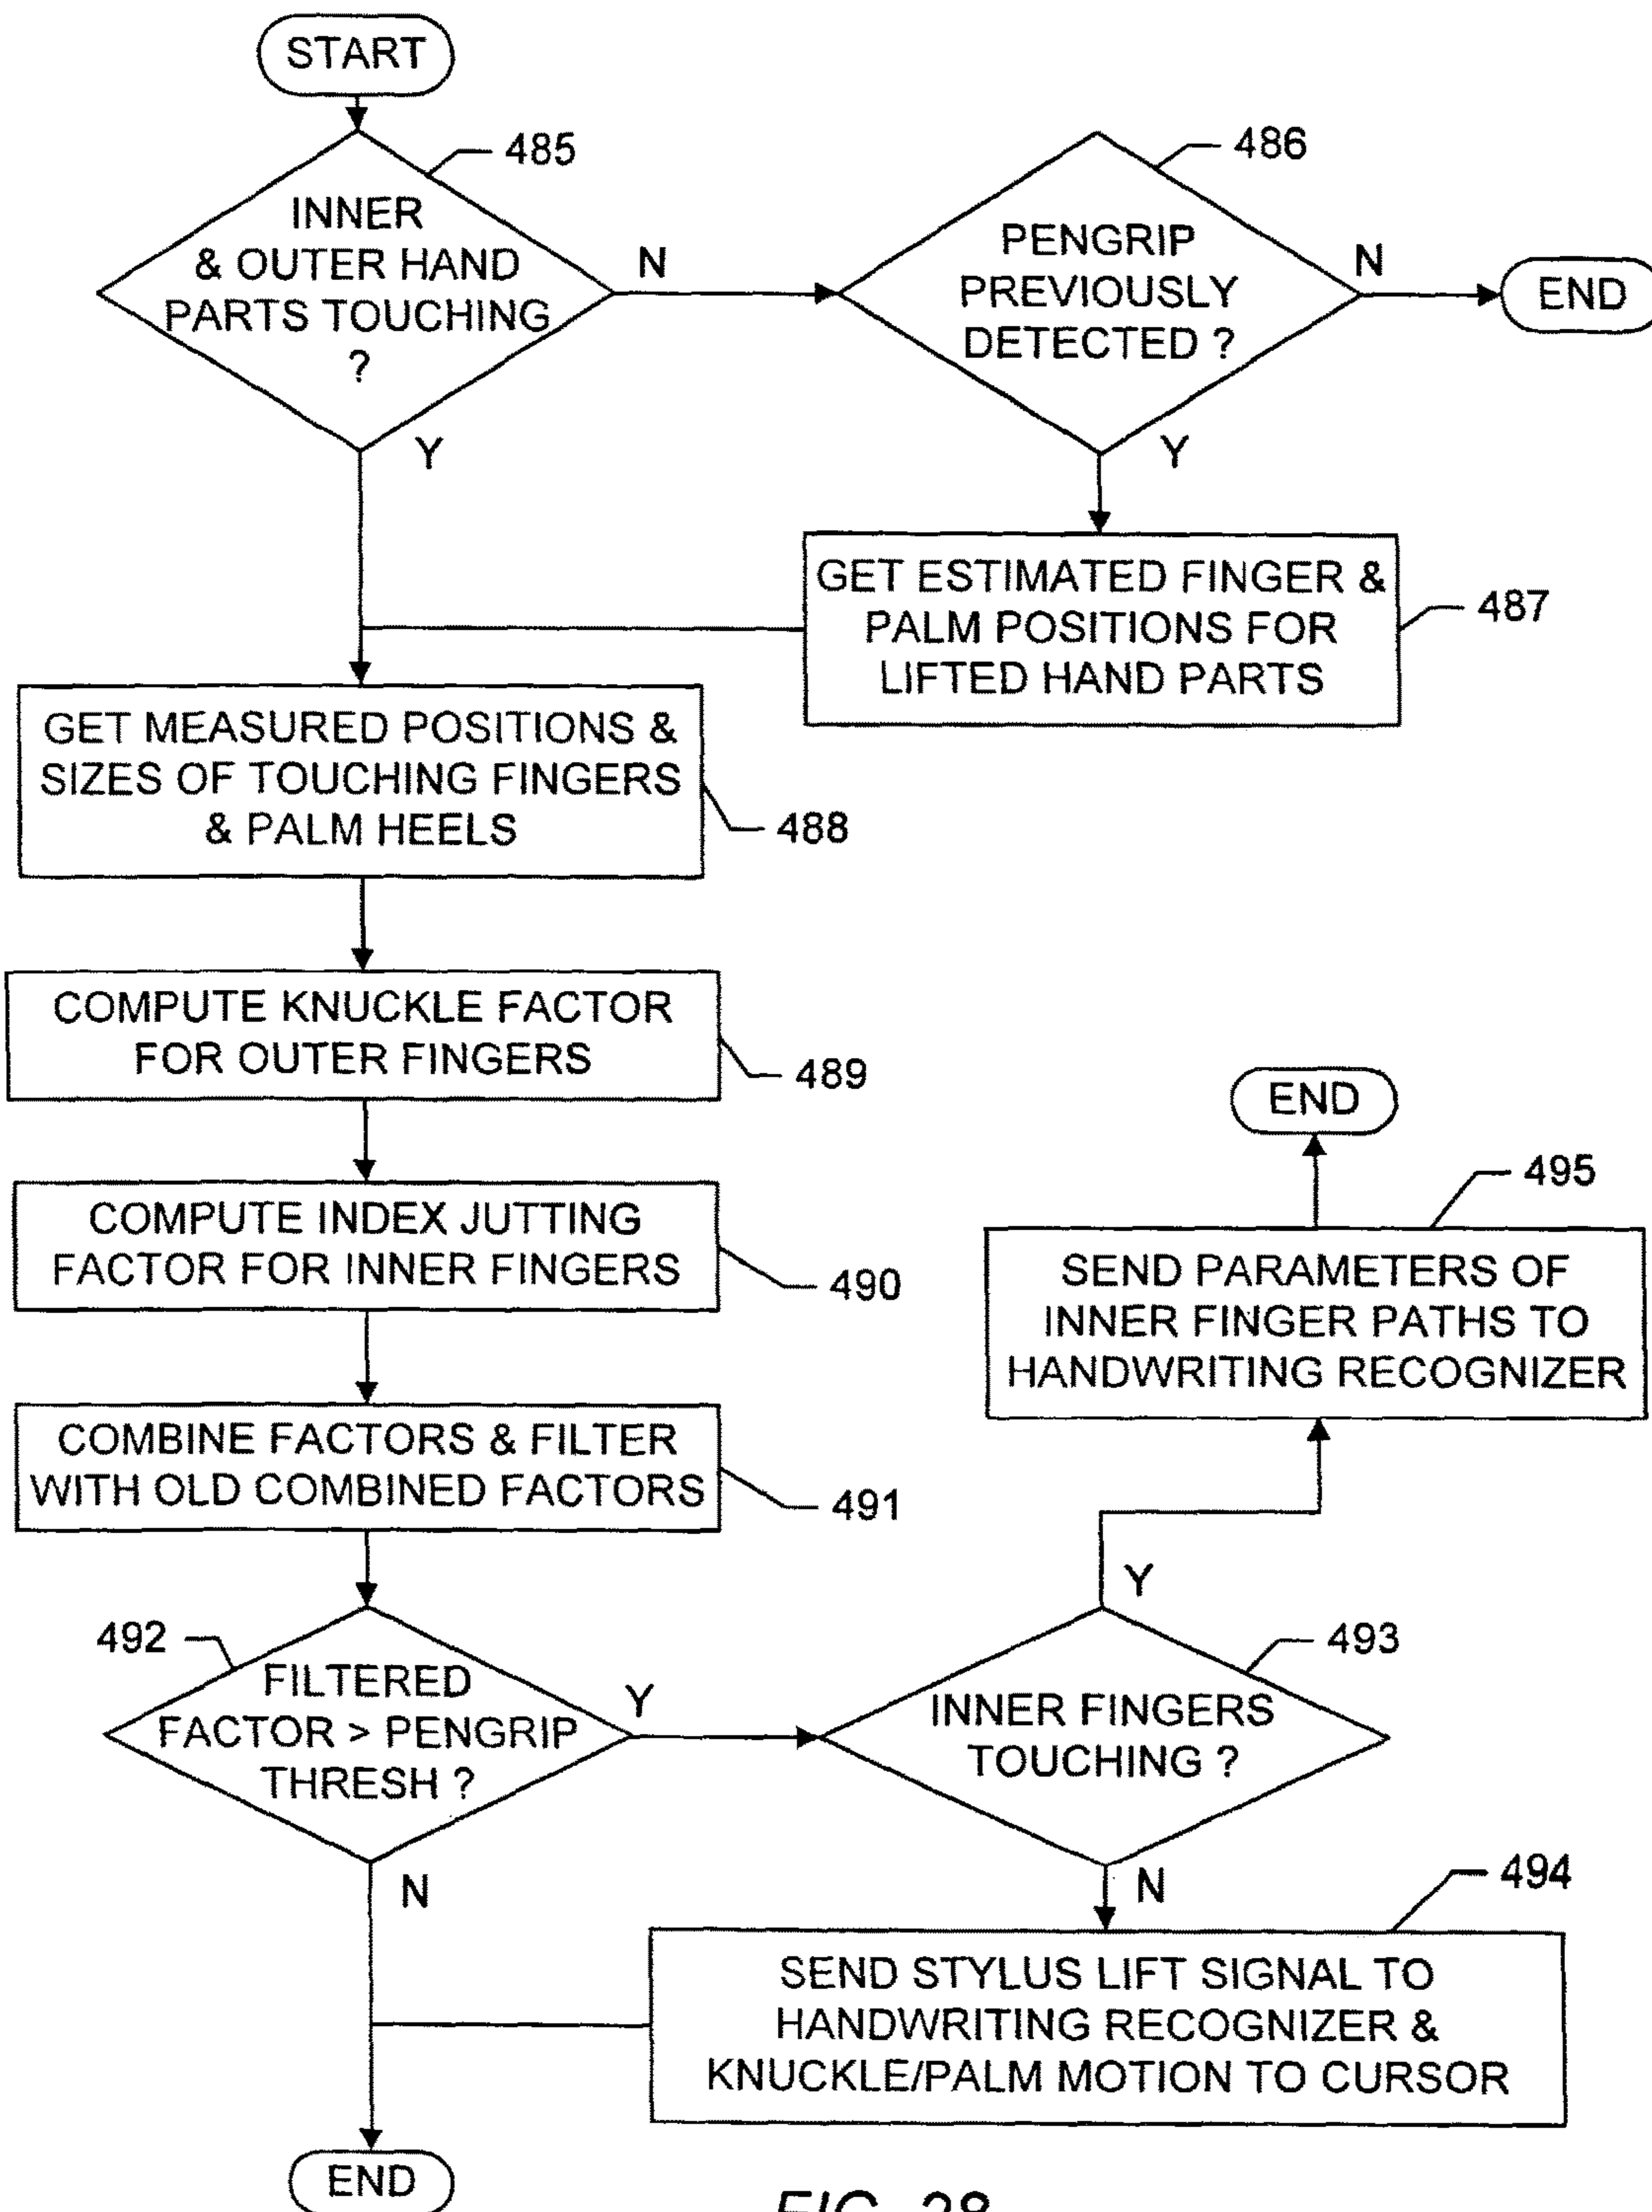 START
485
INNER
& OUTER HAND
PARTS TOUCHING
?
N
Y
486
PENGRIP
PREVIOUSLY
DETECTED ?
N
END
Y
GET ESTIMATED FINGER &
PALM POSITIONS FOR
LIFTED HAND PARTS
487
GET MEASURED POSITIONS &
SIZES OF TOUCHING FINGERS
& PALM HEELS
488
COMPUTE KNUCKLE FACTOR
FOR OUTER FINGERS
489
COMPUTE INDEX JUTTING
FACTOR FOR INNER FINGERS
490
COMBINE FACTORS & FILTER
WITH OLD COMBINED FACTORS
491
492
FILTERED
FACTOR > PENGRIP
THRESH ?
Y
N
END
495
SEND PARAMETERS OF
INNER FINGER PATHS TO
HANDWRITING RECOGNIZER
Y
493
INNER FINGERS
TOUCHING ?
N
494
SEND STYLUS LIFT SIGNAL TO
HANDWRITING RECOGNIZER &
KNUCKLE/PALM MOTION TO CURSOR
END
FIG. 28